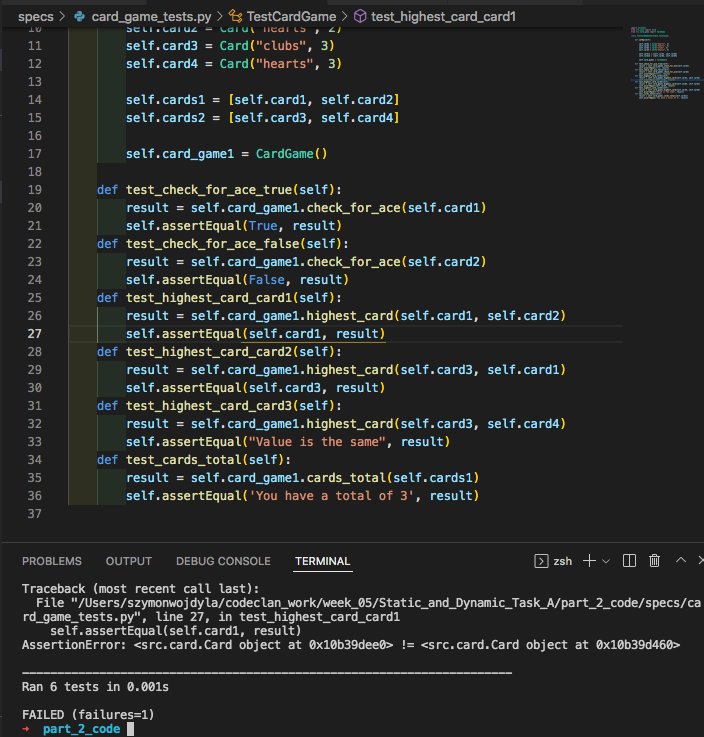 specs > card_game_tests.py > TestCardGame > test_highest_card_card1
10 self.card2 = Card("hearts", 2)
11 self.card3 = Card("clubs", 3)
12 self.card4 = Card("hearts", 3)
13
14 self.cards1 = [self.card1, self.card2]
15 self.cards2 = [self.card3, self.card4]
16
17 self.card_game1 = CardGame()
18
19 def test_check_for_ace_true(self):
20 result = self.card_game1.check_for_ace(self.card1)
21 self.assertEqual(True, result)
22 def test_check_for_ace_false(self):
23 result = self.card_game1.check_for_ace(self.card2)
24 self.assertEqual(False, result)
25 def test_highest_card_card1(self):
26 result = self.card_game1.highest_card(self.card1, self.card2)
27 self.assertEqual(self.card1, result)
28 def test_highest_card_card2(self):
29 result = self.card_game1.highest_card(self.card3, self.card1)
30 self.assertEqual(self.card3, result)
31 def test_highest_card_card3(self):
32 result = self.card_game1.highest_card(self.card3, self.card4)
33 self.assertEqual("Value is the same", result)
34 def test_cards_total(self):
35 result = self.card_game1.cards_total(self.cards1)
36 self.assertEqual('You have a total of 3', result)
37
PROBLEMS OUTPUT DEBUG CONSOLE TERMINAL zsh
Traceback (most recent call last):
File "/Users/szymonwojdyla/codeclan_work/week_05/Static_and_Dynamic_Task_A/part_2_code/specs/ca
rd_game_tests.py", line 27, in test_highest_card_card1
self.assertEqual(self.card1, result)
AssertionError: <src.card.Card object at 0x10b39dee0> != <src.card.Card object at 0x10b39d460>
----------------------------------------------------------------------
Ran 6 tests in 0.001s
FAILED (failures=1)
→ part_2_code